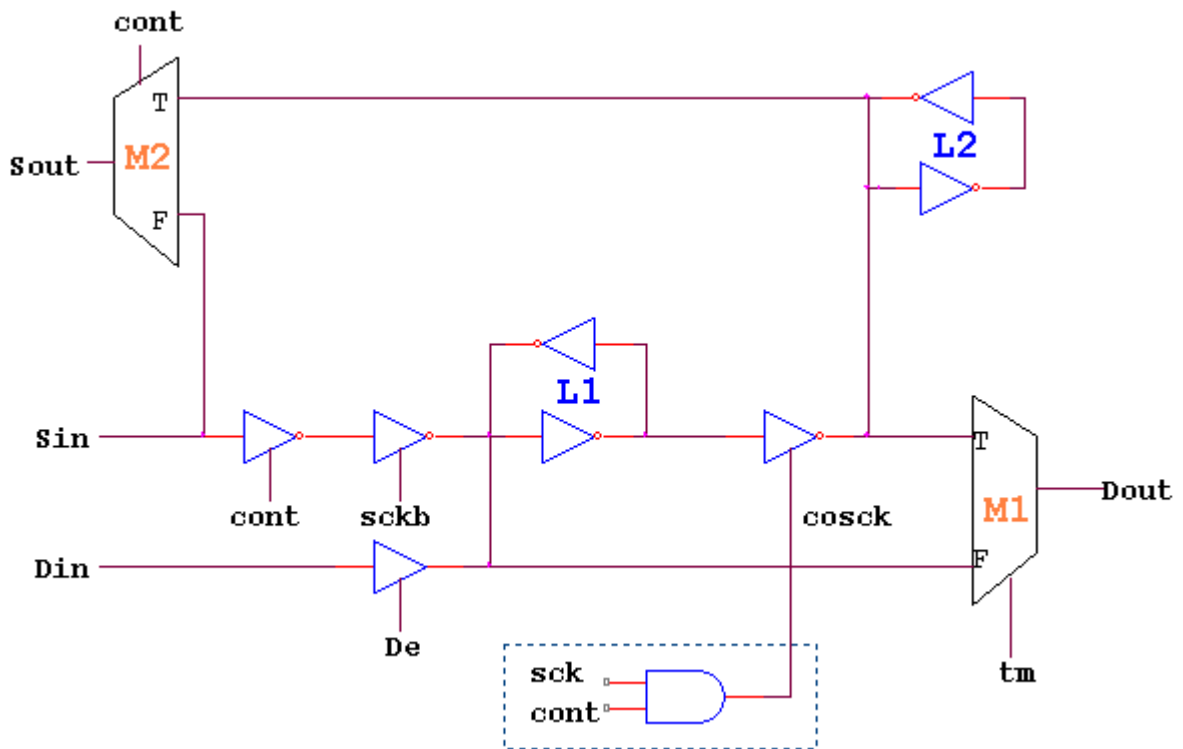 cont
T
M2
Sout
F
L2
L1
Sin
cont
sckb
cosck
T
M1
Dout
Din
F
De
tm
sck
cont